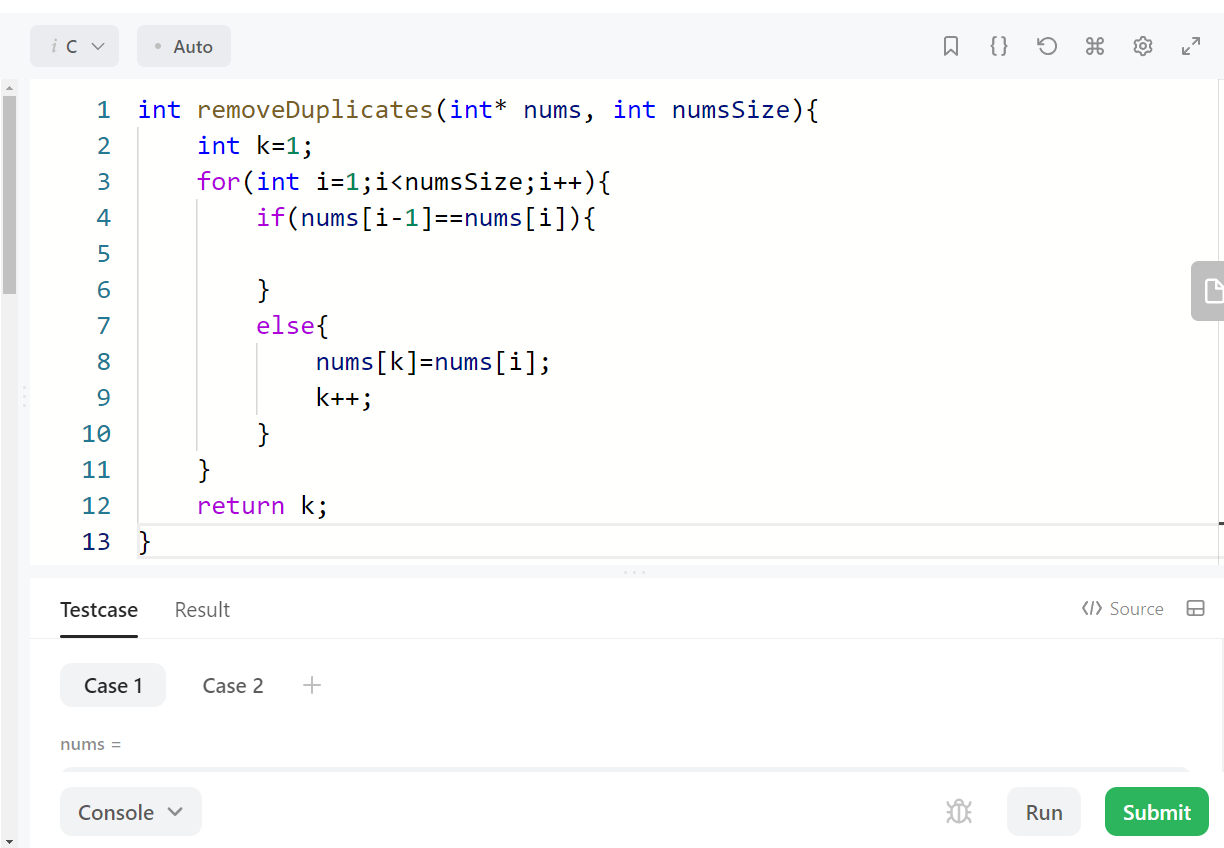 i C
Auto
1 int removeDuplicates(int* nums, int numsSize){
2     int k=1;
3     for(int i=1;i<numsSize;i++){
4         if(nums[i-1]==nums[i]){
5
6         }
7         else{
8             nums[k]=nums[i];
9             k++;
10         }
11     }
12     return k;
13 }
Testcase Result
</> Source
Case 1 Case 2 +
nums =
Console
Run Submit